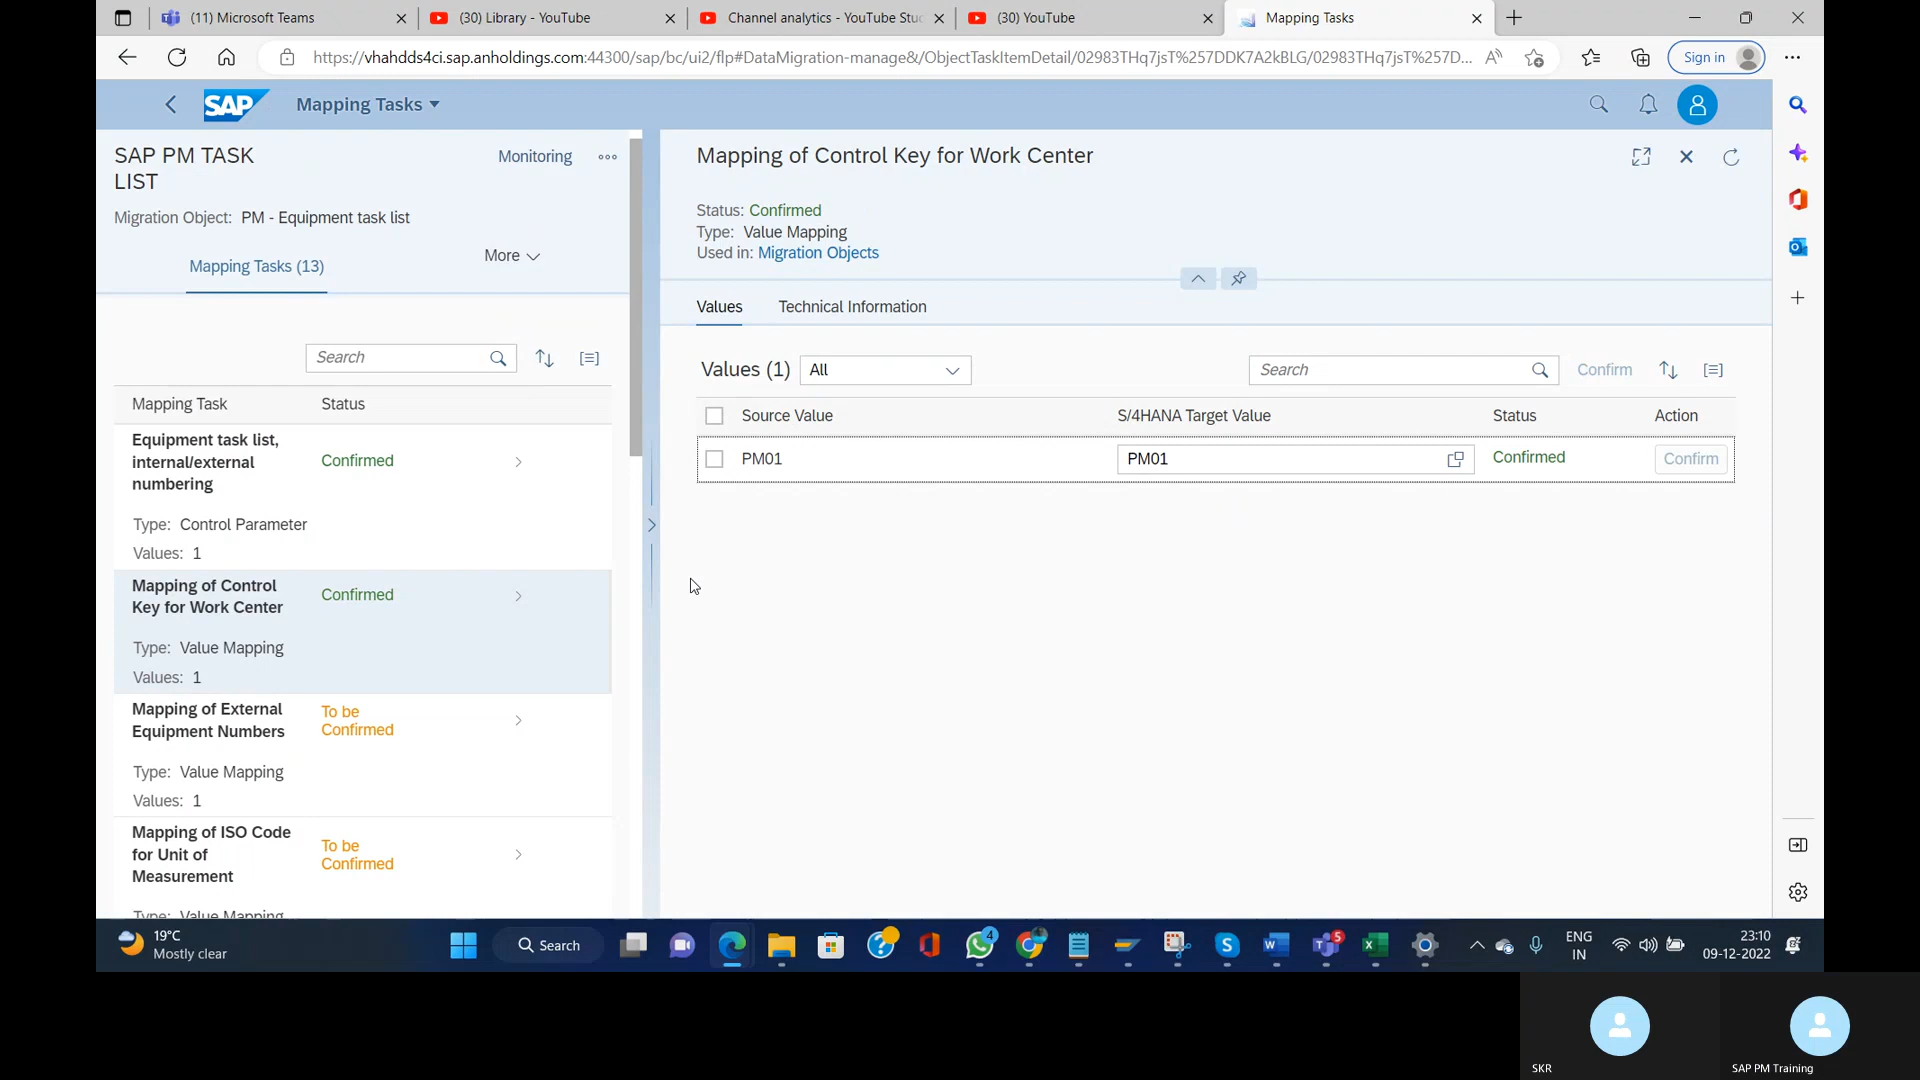 (11) Microsoft Teams
(30) Library - YouTube
Channel analytics - YouTube Stu
(30) YouTube
Mapping Tasks
https://vhahdds4ci.sap.anholdings.com:44300/sap/bc/ui2/flp#DataMigration-manage&/ObjectTaskItemDetail/02983THq7jsT%257DDK7A2kBLG/02983THq7jsT%257D...
Sign in
SAP
Mapping Tasks
SAP PM TASK
LIST
Monitoring
Migration Object: PM - Equipment task list
Mapping Tasks (13)
More
Search
Mapping Task
Status
Equipment task list,
internal/external
numbering
Confirmed
Type: Control Parameter
Values: 1
Mapping of Control
Key for Work Center
Confirmed
Type: Value Mapping
Values: 1
Mapping of External
Equipment Numbers
To be
Confirmed
Type: Value Mapping
Values: 1
Mapping of ISO Code
for Unit of
Measurement
To be
Confirmed
Type: Value Mapping
Mapping of Control Key for Work Center
Status: Confirmed
Type: Value Mapping
Used in: Migration Objects
Values
Technical Information
Values (1)
All
Search
Confirm
Source Value
S/4HANA Target Value
Status
Action
PM01
PM01
Confirmed
Confirm
19°C
Mostly clear
Search
4
5
ENG
IN
23:10
09-12-2022
SKR
SAP PM Training